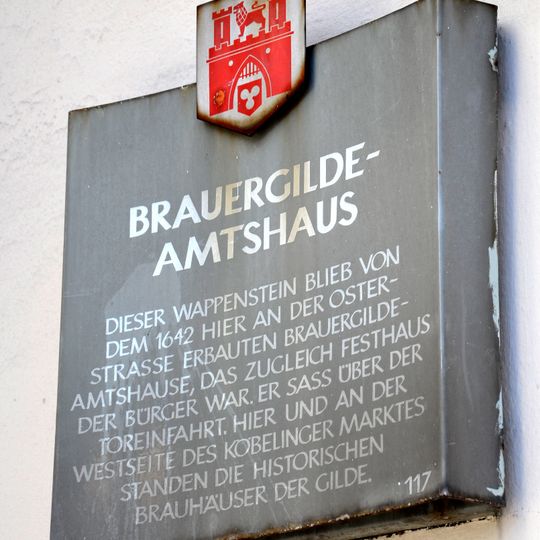 BRAUERGILDE-
AMTSHAUS
DIESER WAPPENSTEIN BLIEB VON
DEM 1642 HIER AN DER OSTER-
STRASSE ERBAUTEN BRAUERGILDE-
AMTSHAUSE, DAS ZUGLEICH FESTHAUS
DER BÜRGER WAR. ER SASS ÜBER DER
TOREINFAHRT. HIER UND AN DER
WESTSEITE DES KÖBELINGER MARKTES
STANDEN DIE HISTORISCHEN
BRAUHÄUSER DER GILDE.
117